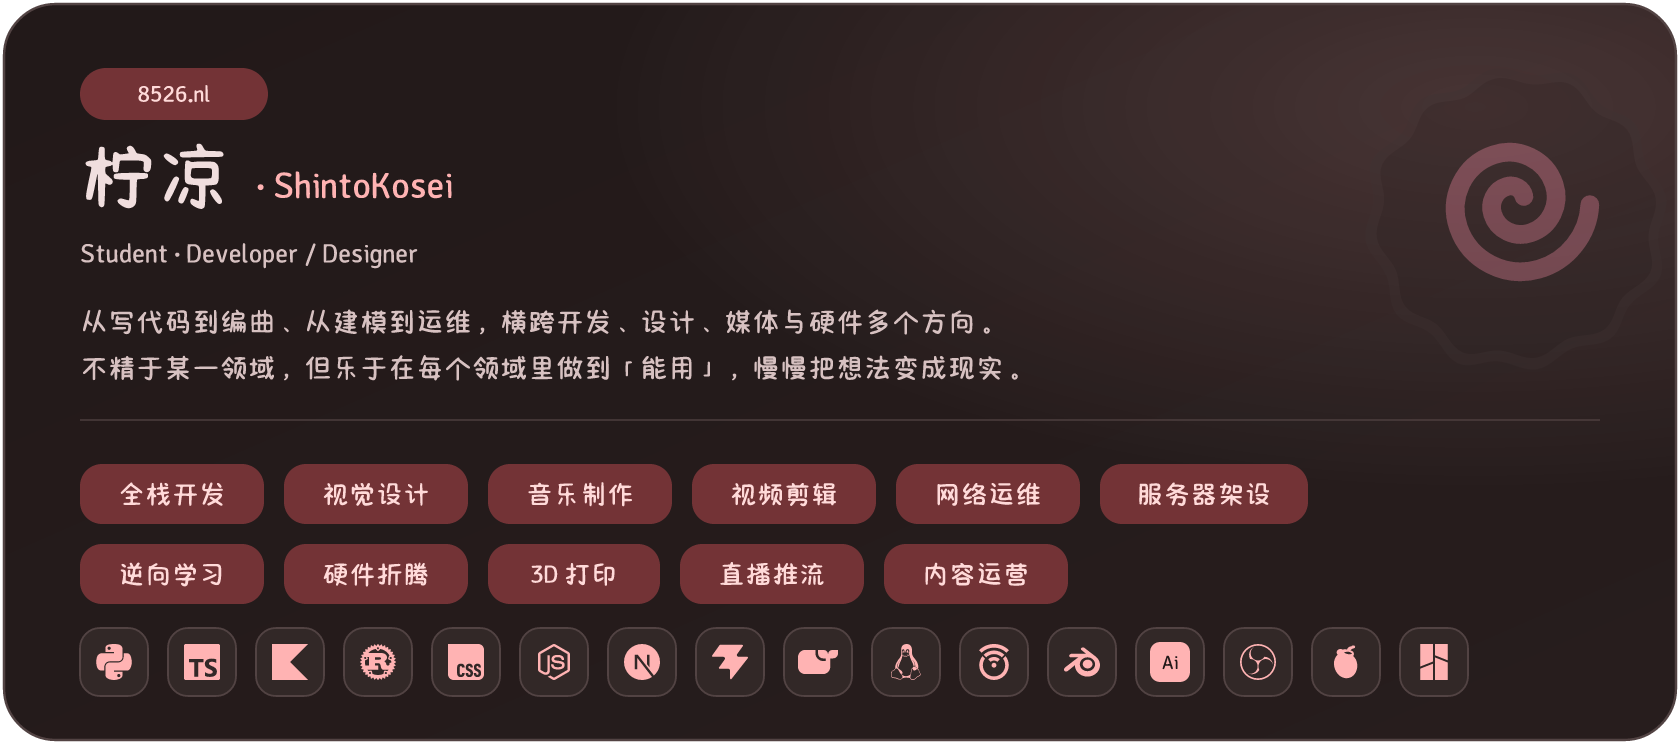 8526.nl
柠凉 · ShintoKosei
Student · Developer / Designer
从写代码到编曲、从建模到运维，横跨开发、设计、媒体与硬件多个方向。
不精于某一领域，但乐于在每个领域里做到「能用」，慢慢把想法变成现实。
全栈开发 视觉设计 音乐制作 视频剪辑 网络运维 服务器架设
逆向学习 硬件折腾 3D 打印 直播推流 内容运营
TS R CSS JS N Ai